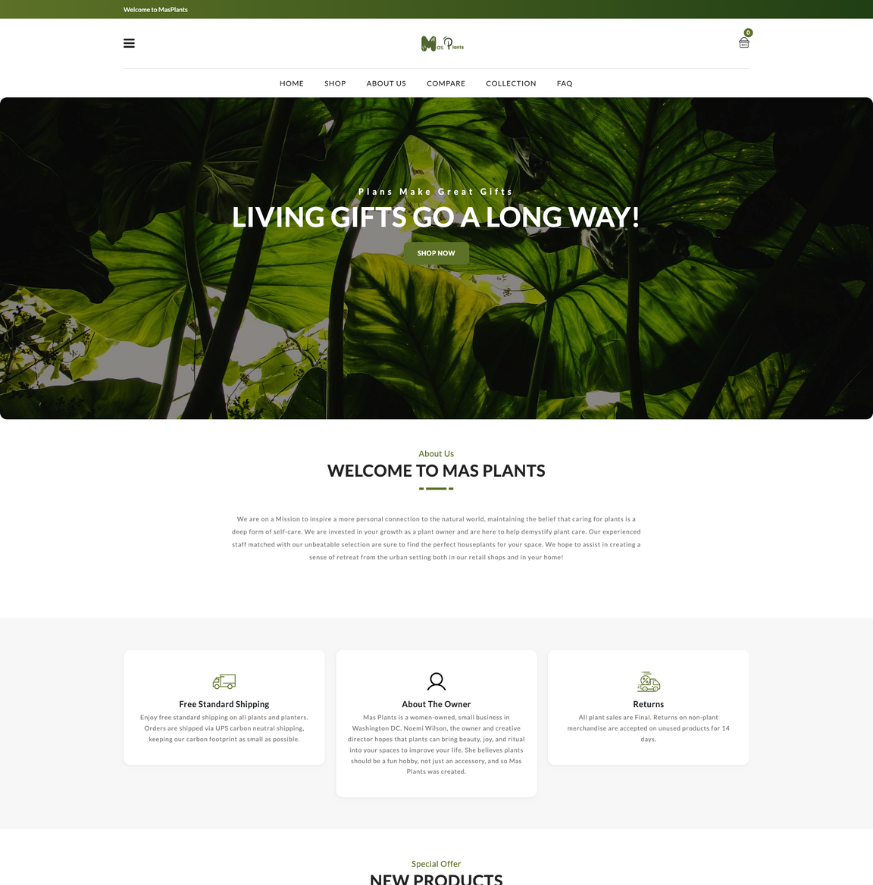 Welcome to MasPlants
Mas Plants
0
HOME SHOP ABOUT US COMPARE COLLECTION FAQ
Plans Make Great Gifts
LIVING GIFTS GO A LONG WAY!
SHOP NOW
About Us
WELCOME TO MAS PLANTS
We are on a Mission to inspire a more personal connection to the natural world, maintaining the belief that caring for plants is a
deep form of self-care. We are invested in your growth as a plant owner and are here to help demystify plant care. Our experienced
staff matched with our unbeatable selection are sure to find the perfect houseplants for your space. We hope to assist in creating a
sense of retreat from the urban setting both in our retail shops and in your home!
Free Standard Shipping
Enjoy free standard shipping on all plants and planters.
Orders are shipped via UPS carbon neutral shipping,
keeping our carbon footprint as small as possible.
About The Owner
Mas Plants is a women-owned, small business in
Washington DC. Noemi Wilson, the owner and creative
director hopes that plants can bring beauty, joy, and ritual
into your spaces to improve your life. She believes plants
should be a fun hobby, not just an accessory, and so Mas
Plants was created.
Returns
All plant sales are Final. Returns on non-plant
merchandise are accepted on unused products for 14
days.
Special Offer
NEW PRODUCTS